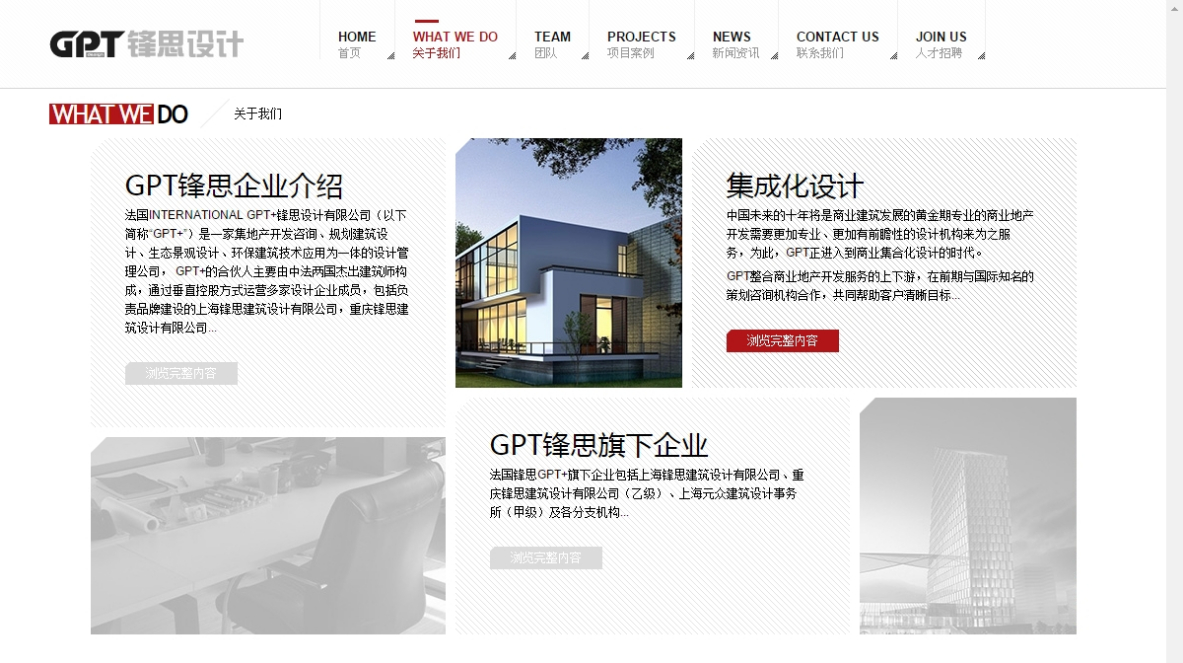 GPT锋思设计
HOME
首页
WHAT WE DO
关于我们
TEAM
团队
PROJECTS
项目案例
NEWS
新闻资讯
CONTACT US
联系我们
JOIN US
人才招聘
WHAT WE DO
关于我们
GPT锋思企业介绍
法国INTERNATIONAL GPT+锋思设计有限公司（以下
简称“GPT+”）是一家集地产开发咨询、规划建筑设
计、生态景观设计、环保建筑技术应用为一体的设计管
理公司， GPT+的合伙人主要由中法两国杰出建筑师构
成，通过垂直控股方式运营多家设计企业成员，包括负
责品牌建设的上海锋思建筑设计有限公司，重庆锋思建
筑设计有限公司...
浏览完整内容
集成化设计
中国未来的十年将是商业建筑发展的黄金期专业的商业地产
开发需要更加专业、更加有前瞻性的设计机构来为之服
务，为此，GPT正进入到商业集合化设计的时代。
GPT整合商业地产开发服务的上下游，在前期与国际知名的
策划咨询机构合作，共同帮助客户清晰目标...
浏览完整内容
GPT锋思旗下企业
法国锋思GPT+旗下企业包括上海锋思建筑设计有限公司、重
庆锋思建筑设计有限公司（乙级）、上海元众建筑设计事务
所（甲级）及各分支机构...
浏览完整内容